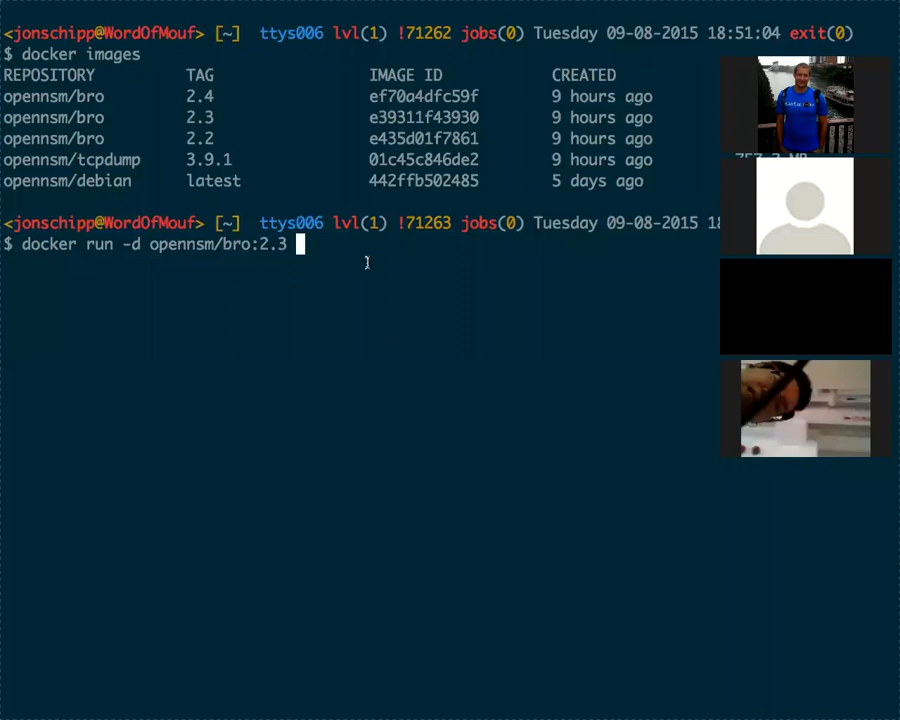 <jonschipp@WordOfMouf> [~] ttys006 lvl(1) !71262 jobs(0) Tuesday 09-08-2015 18:51:04 exit(0)
$ docker images
REPOSITORY TAG IMAGE ID CREATED
opennsm/bro 2.4 ef70a4dfc59f 9 hours ago
opennsm/bro 2.3 e39311f43930 9 hours ago
opennsm/bro 2.2 e435d01f7861 9 hours ago
opennsm/tcpdump 3.9.1 01c45c846de2 9 hours ago
opennsm/debian latest 442ffb502485 5 days ago
<jonschipp@WordOfMouf> [~] ttys006 lvl(1) !71263 jobs(0) Tuesday 09-08-2015 18
$ docker run -d opennsm/bro:2.3